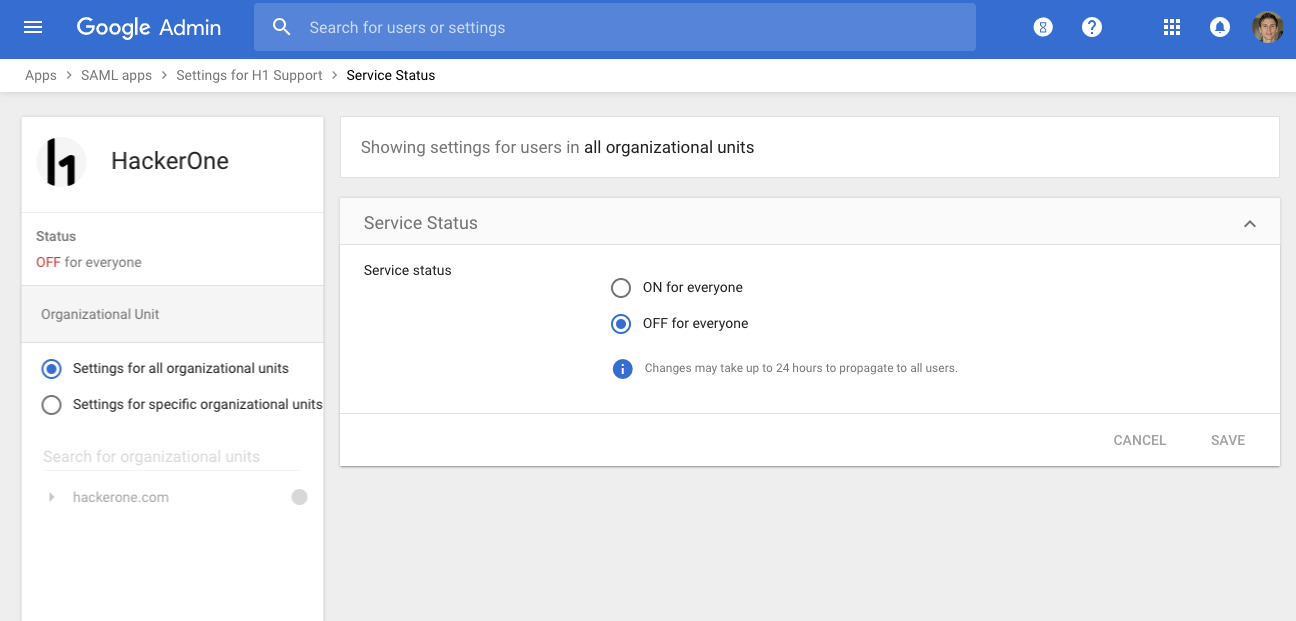 Google Admin
Search for users or settings
Apps > SAML apps > Settings for H1 Support > Service Status
h1
HackerOne
Status
OFF for everyone
Organizational Unit
Settings for all organizational units
Settings for specific organizational units
Search for organizational units
hackerone.com
Showing settings for users in all organizational units
Service Status
Service status
ON for everyone
OFF for everyone
Changes may take up to 24 hours to propagate to all users.
CANCEL SAVE